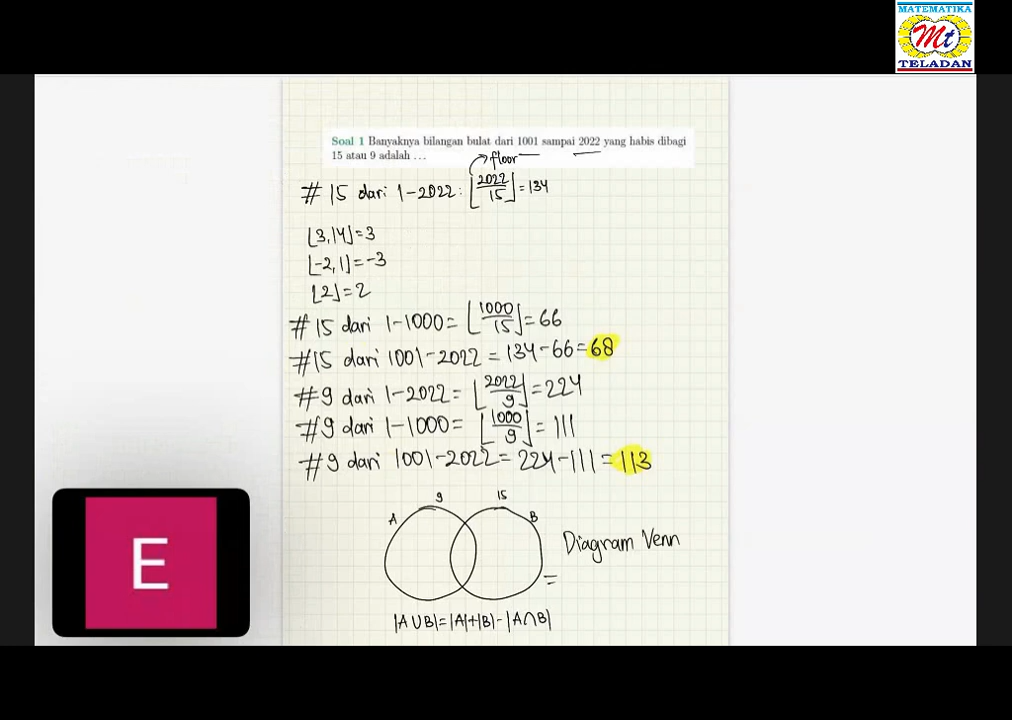 MATEMATIKA
Mt
TELADAN
Soal 1 Banyaknya bilangan bulat dari 1001 sampai 2022 yang habis dibagi
15 atau 9 adalah ...
→ floor
# 15 dari 1-2022: ⌊2022/15⌋ = 134
⌊3,14⌋ = 3
⌊-2,1⌋ = -3
⌊2⌋ = 2
# 15 dari 1-1000 = ⌊1000/15⌋ = 66
# 15 dari 1001-2022 = 134-66 = 68
# 9 dari 1-2022 = ⌊2022/9⌋ = 224
# 9 dari 1-1000 = ⌊1000/9⌋ = 111
# 9 dari 1001-2022 = 224-111 = 113
9 15
A B
Diagram Venn
=
|A∪B| = |A|+|B|-|A∩B|
E